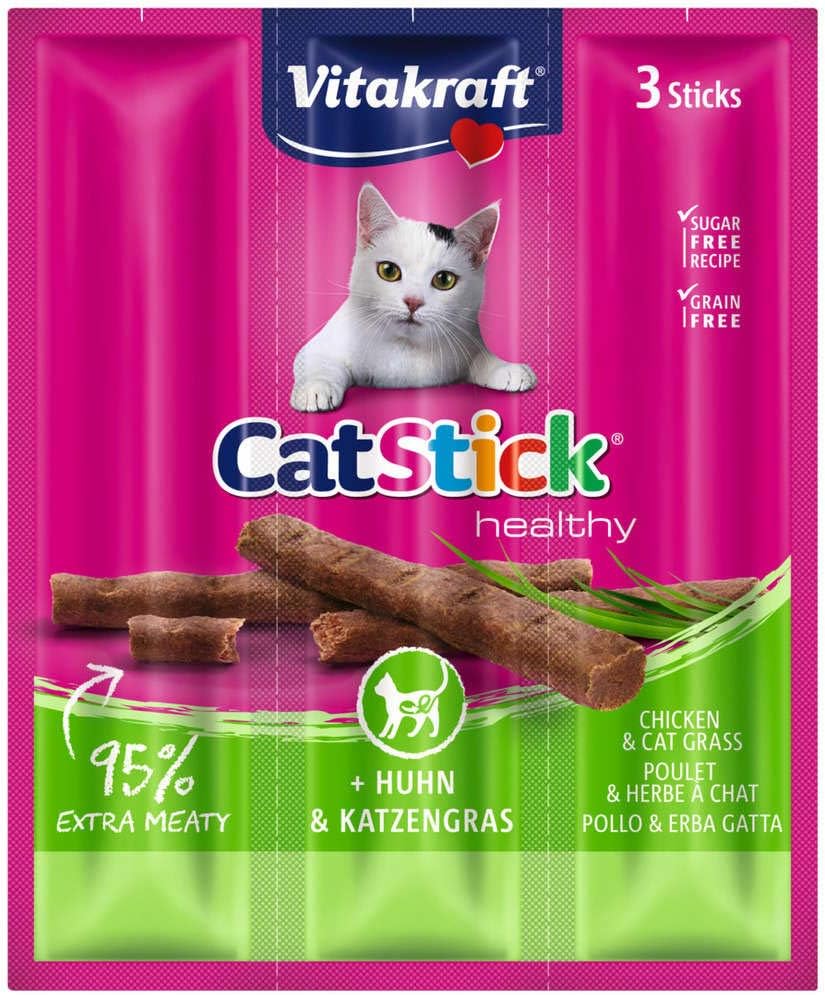 Vitakraft®
3 Sticks
SUGAR
FREE
RECIPE
GRAIN
FREE
CatStick®
healthy
95%
EXTRA MEATY
+ HUHN
& KATZENGRAS
CHICKEN
& CAT GRASS
POULET
& HERBE À CHAT
POLLO & ERBA GATTA